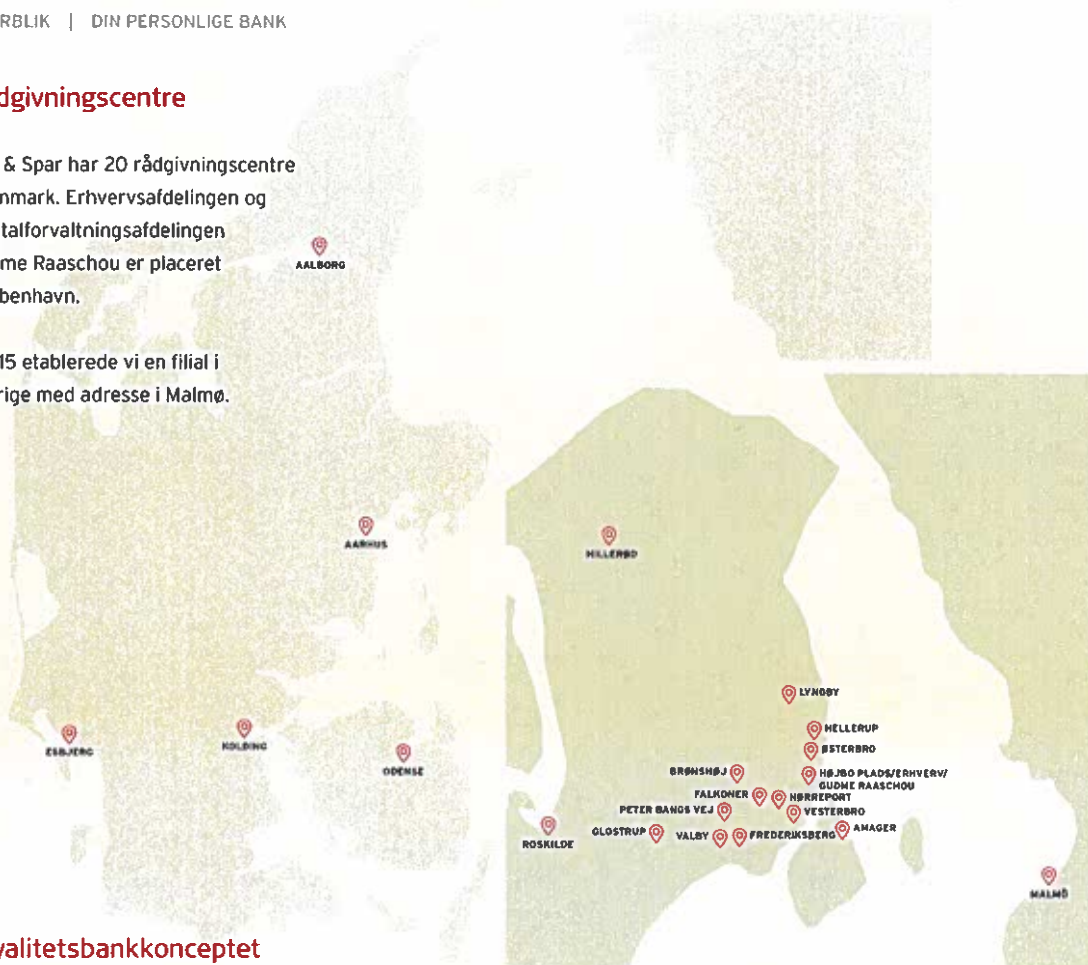 RBLIK | DIN PERSONLIGE BANK
dgivningscentre
& Spar har 20 rådgivningscentre
nmark. Erhvervsafdelingen og
talforvaltningsafdelingen
me Raaschou er placeret
benhavn.
15 etablerede vi en filial i
rige med adresse i Malmø.
AALBORG
AARHUS
HILLERØD
LYNGBY
HELLERUP
ØSTERBRO
ESBJERG
KOLDING
ODENSE
BRØNSHØJ
HØJBO PLADS/ERHVERV/
GUDME RAASCHOU
FALKONER
NØRREPORT
PETER BANGS VEJ
VESTERBRO
ROSKILDE
GLOSTRUP
VALBY
FREDERIKSBERG
AMAGER
MALMÖ
valitetsbankkonceptet